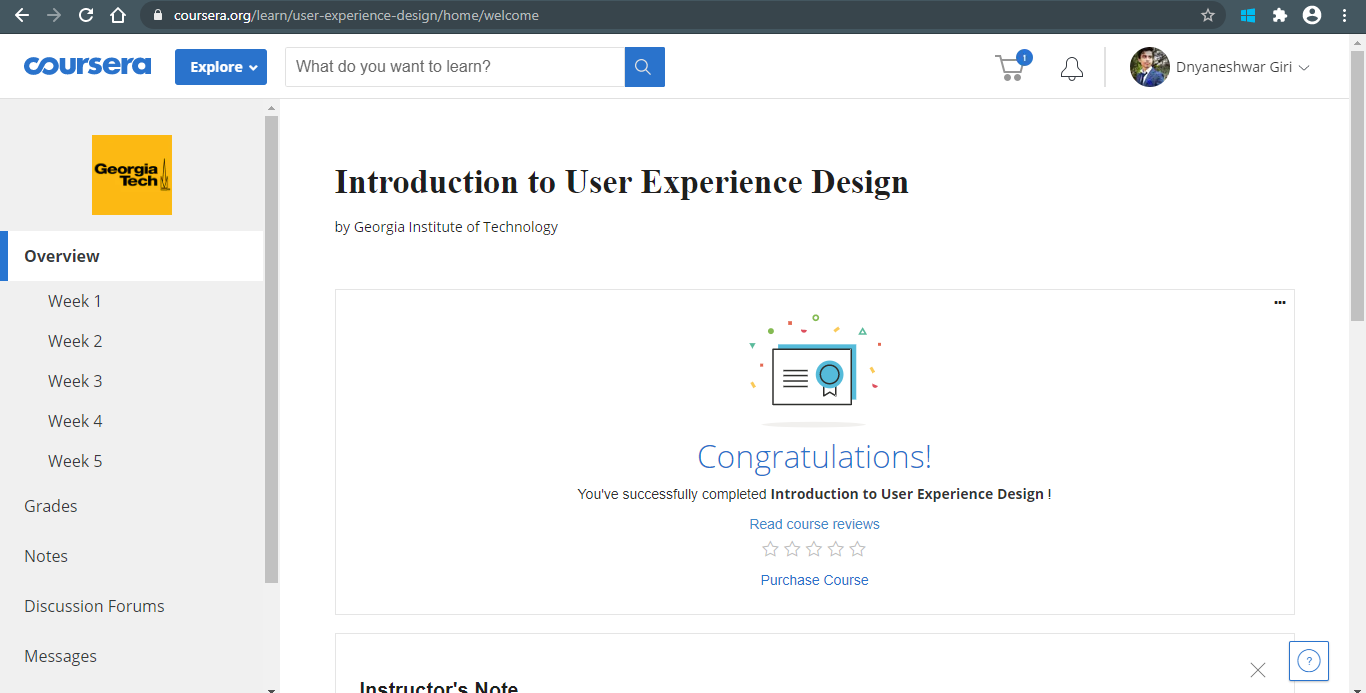 coursera.org/learn/user-experience-design/home/welcome
coursera
Explore
What do you want to learn?
1
Dnyaneshwar Giri
Georgia
Tech
Overview
Week 1
Week 2
Week 3
Week 4
Week 5
Grades
Notes
Discussion Forums
Messages
Introduction to User Experience Design
by Georgia Institute of Technology
Congratulations!
You've successfully completed Introduction to User Experience Design !
Read course reviews
Purchase Course
Instructor's Note
?